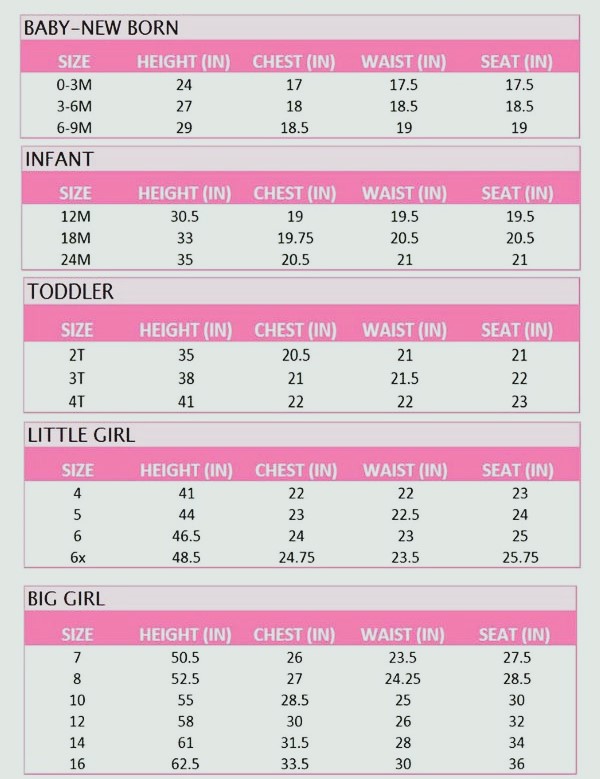 BABY-NEW BORN
SIZE HEIGHT (IN) CHEST (IN) WAIST (IN) SEAT (IN)
0-3M 24 17 17.5 17.5
3-6M 27 18 18.5 18.5
6-9M 29 18.5 19 19
INFANT
SIZE HEIGHT (IN) CHEST (IN) WAIST (IN) SEAT (IN)
12M 30.5 19 19.5 19.5
18M 33 19.75 20.5 20.5
24M 35 20.5 21 21
TODDLER
SIZE HEIGHT (IN) CHEST (IN) WAIST (IN) SEAT (IN)
2T 35 20.5 21 21
3T 38 21 21.5 22
4T 41 22 22 23
LITTLE GIRL
SIZE HEIGHT (IN) CHEST (IN) WAIST (IN) SEAT (IN)
4 41 22 22 23
5 44 23 22.5 24
6 46.5 24 23 25
6x 48.5 24.75 23.5 25.75
BIG GIRL
SIZE HEIGHT (IN) CHEST (IN) WAIST (IN) SEAT (IN)
7 50.5 26 23.5 27.5
8 52.5 27 24.25 28.5
10 55 28.5 25 30
12 58 30 26 32
14 61 31.5 28 34
16 62.5 33.5 30 36